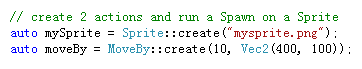 // create 2 actions and run a Spawn on a Sprite
auto mySprite = Sprite::create("mysprite.png");
auto moveBy = MoveBy::create(10, Vec2(400, 100));